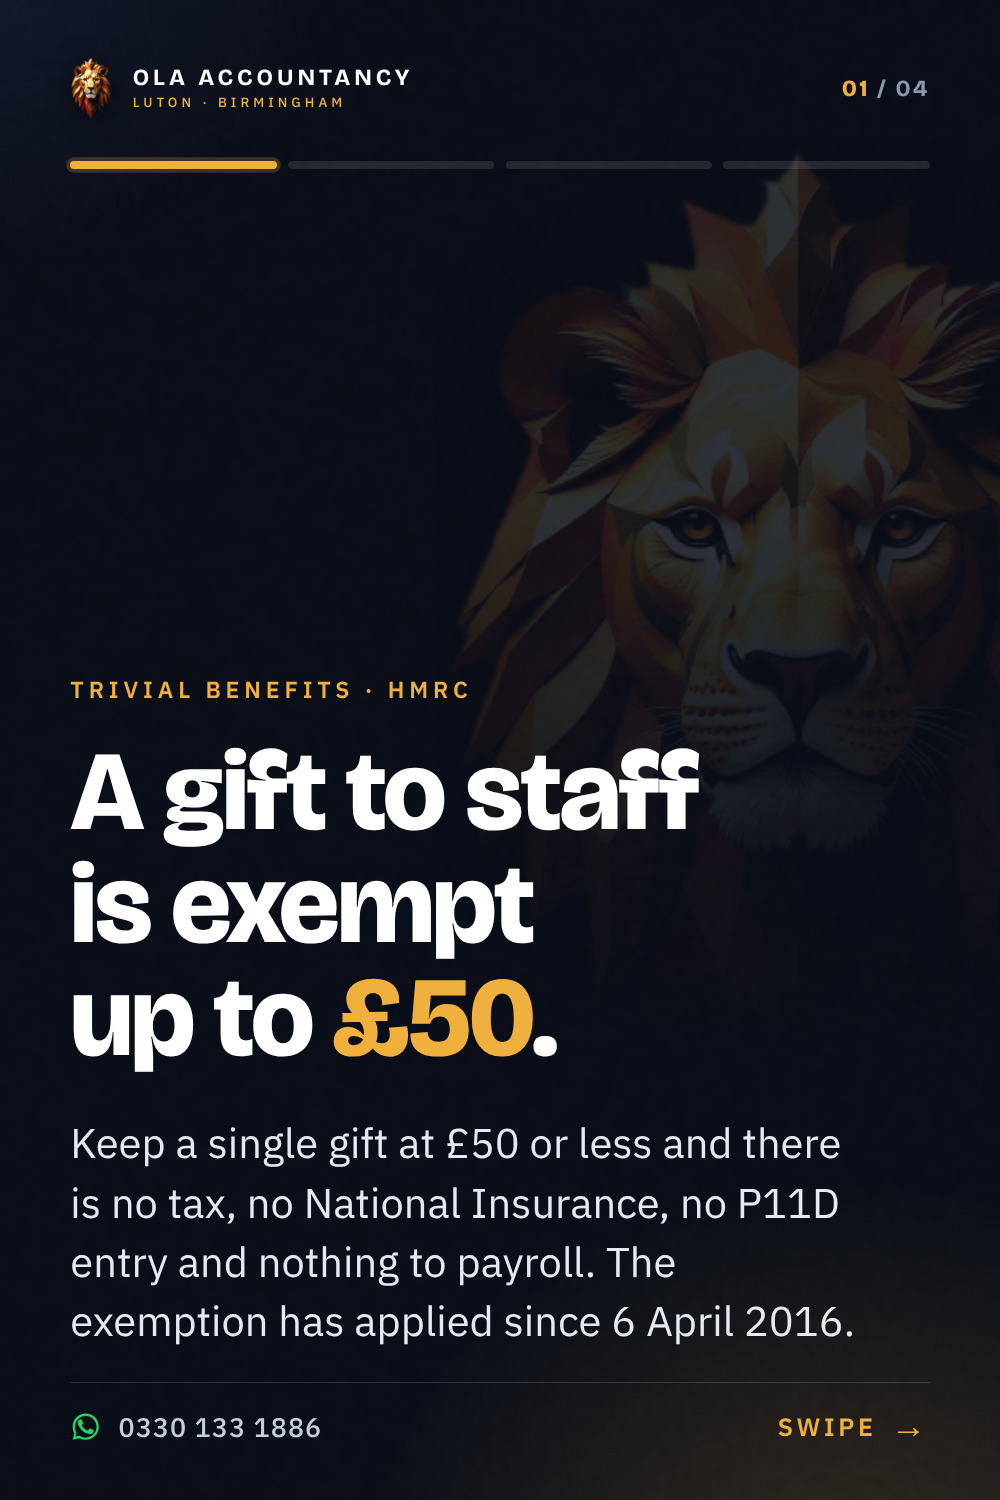 OLA ACCOUNTANCY
LUTON · BIRMINGHAM
01 / 04
TRIVIAL BENEFITS · HMRC
A gift to staff
is exempt
up to £50.
Keep a single gift at £50 or less and there
is no tax, no National Insurance, no P11D
entry and nothing to payroll. The
exemption has applied since 6 April 2016.
0330 133 1886
SWIPE →